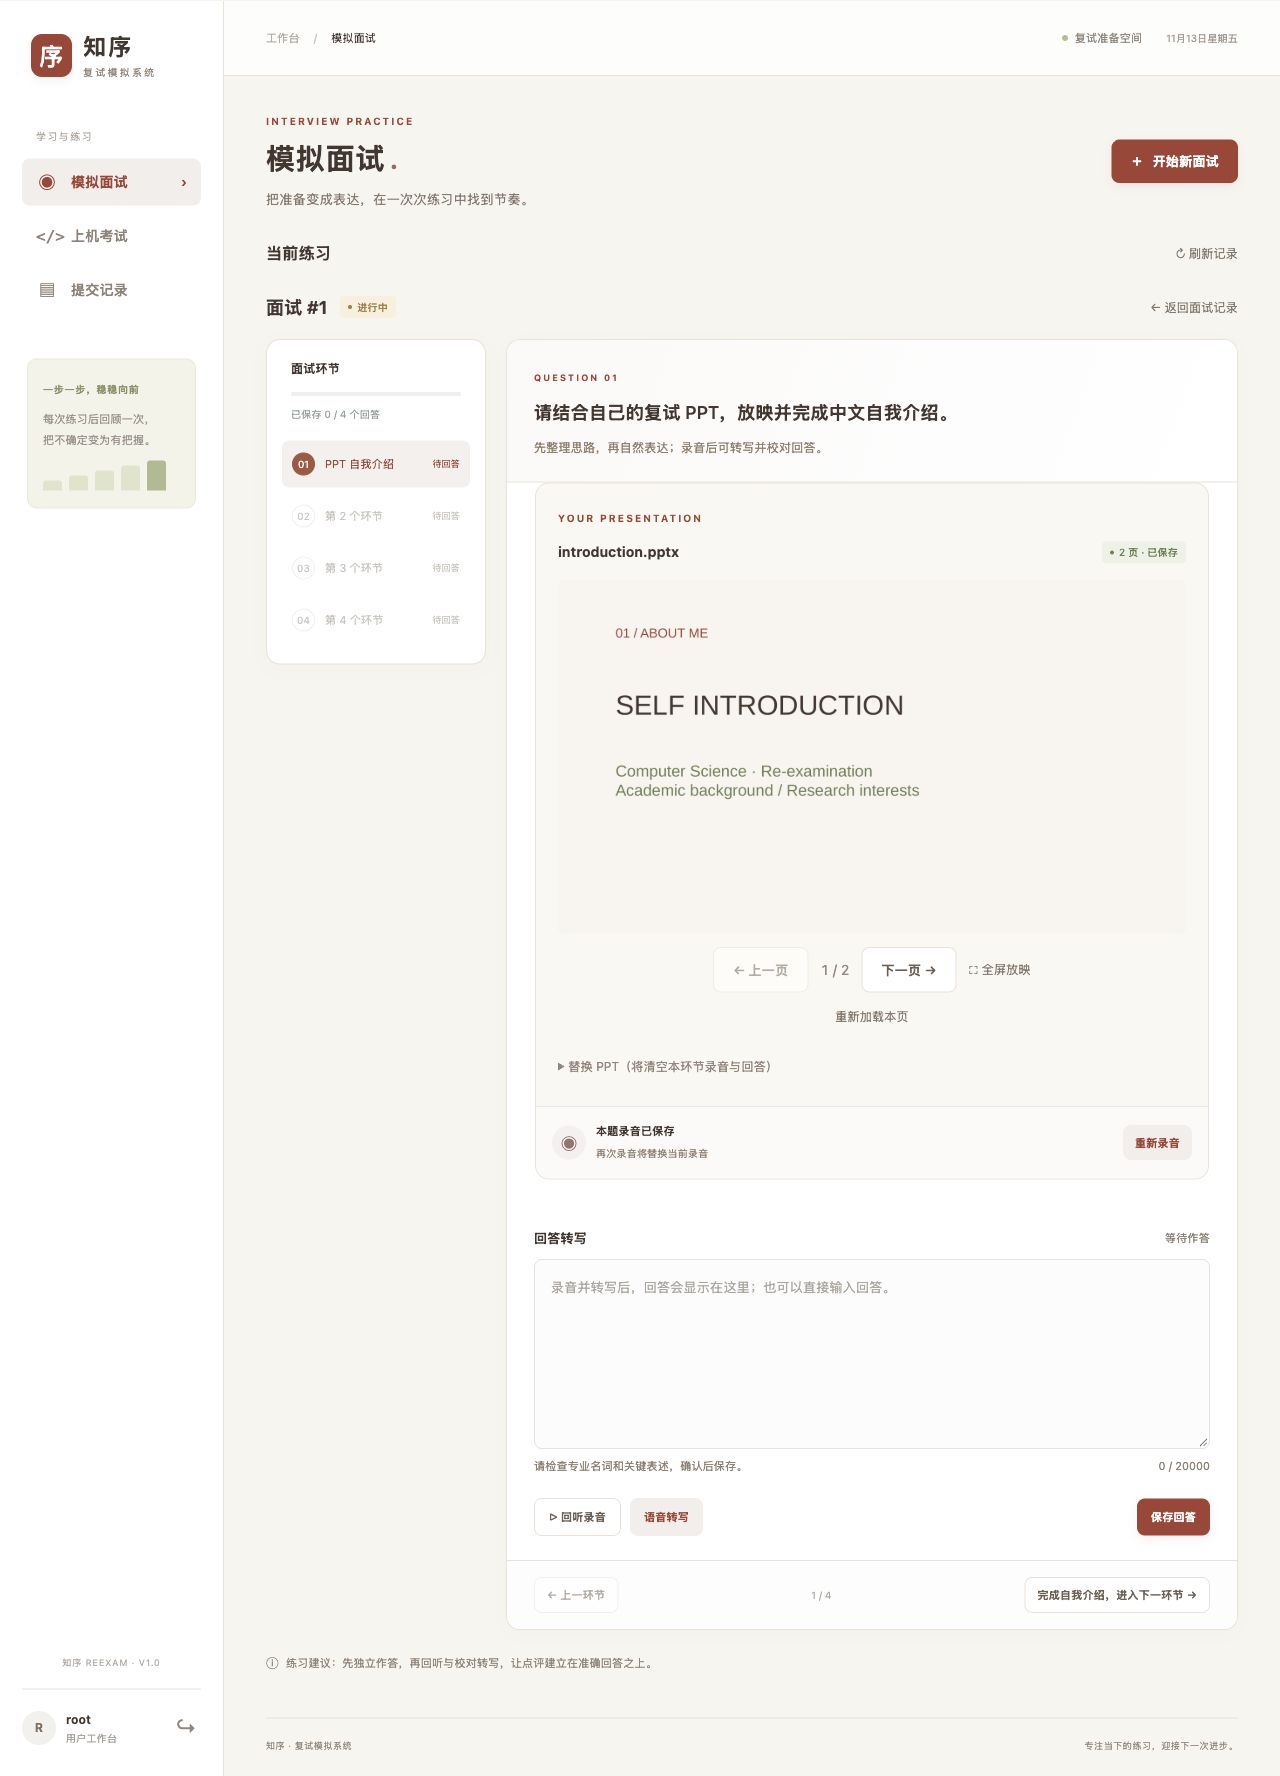 序 知序
复试模拟系统
学习与练习
模拟面试 ›
</> 上机考试
提交记录
一步一步，稳稳向前
每次练习后回顾一次，
把不确定变为有把握。
知序 REEXAM · V1.0
R root
用户工作台
工作台 / 模拟面试
复试准备空间 11月13日星期五
INTERVIEW PRACTICE
模拟面试.
把准备变成表达，在一次次练习中找到节奏。
+ 开始新面试
当前练习
↻ 刷新记录
面试 #1 • 进行中
← 返回面试记录
面试环节
已保存 0 / 4 个回答
01 PPT 自我介绍 待回答
02 第 2 个环节 待回答
03 第 3 个环节 待回答
04 第 4 个环节 待回答
QUESTION 01
请结合自己的复试 PPT，放映并完成中文自我介绍。
先整理思路，再自然表达；录音后可转写并校对回答。
YOUR PRESENTATION
introduction.pptx
• 2 页 · 已保存
01 / ABOUT ME
SELF INTRODUCTION
Computer Science · Re-examination
Academic background / Research interests
← 上一页 1 / 2 下一页 → ⛶ 全屏放映
重新加载本页
▶ 替换 PPT（将清空本环节录音与回答）
本题录音已保存
再次录音将替换当前录音
重新录音
回答转写
等待作答
录音并转写后，回答会显示在这里；也可以直接输入回答。
请检查专业名词和关键表述，确认后保存。
0 / 20000
▷ 回听录音 语音转写 保存回答
← 上一环节 1 / 4 完成自我介绍，进入下一环节 →
ⓘ 练习建议：先独立作答，再回听与校对转写，让点评建立在准确回答之上。
知序 · 复试模拟系统
专注当下的练习，迎接下一次进步。